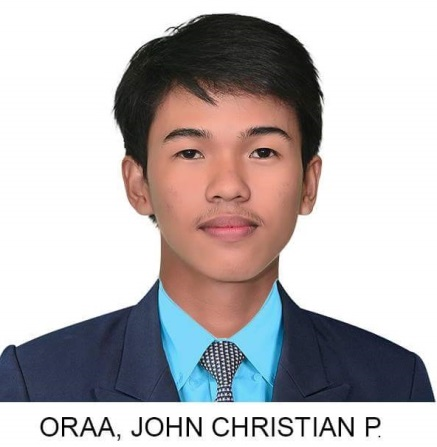 ORAA, JOHN CHRISTIAN P.